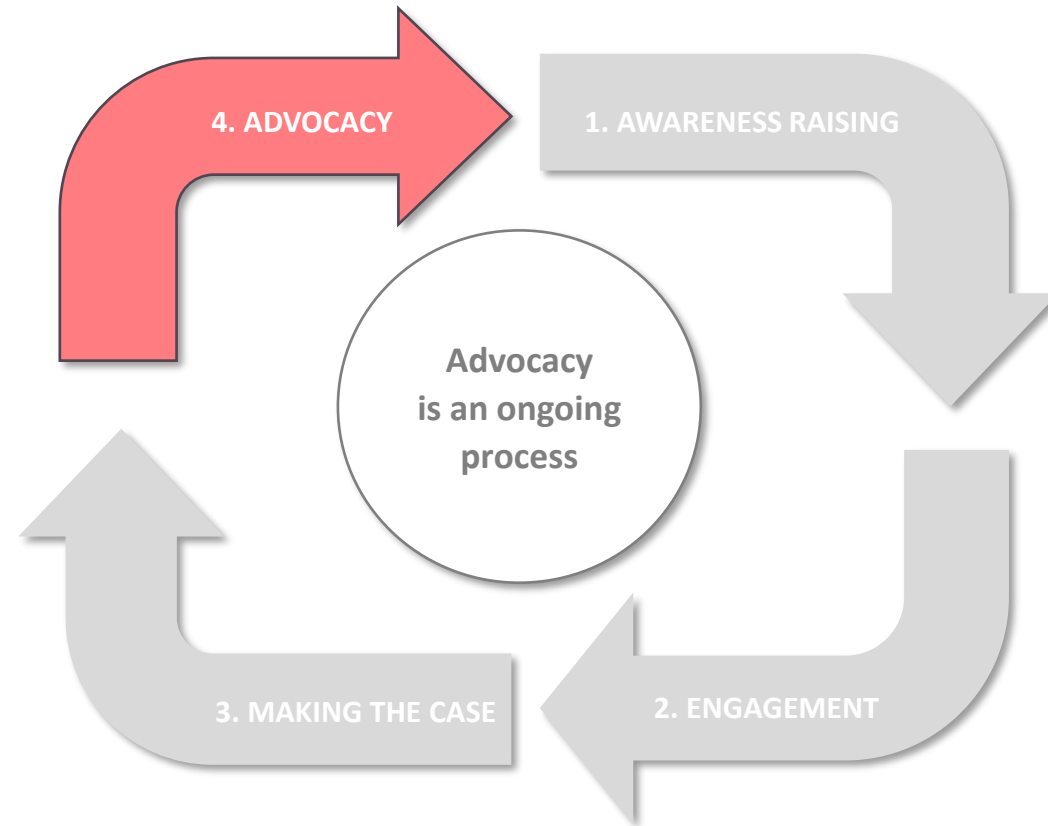 4. ADVOCACY
1. AWARENESS RAISING
Advocacy
is an ongoing
process
3. MAKING THE CASE
2. ENGAGEMENT